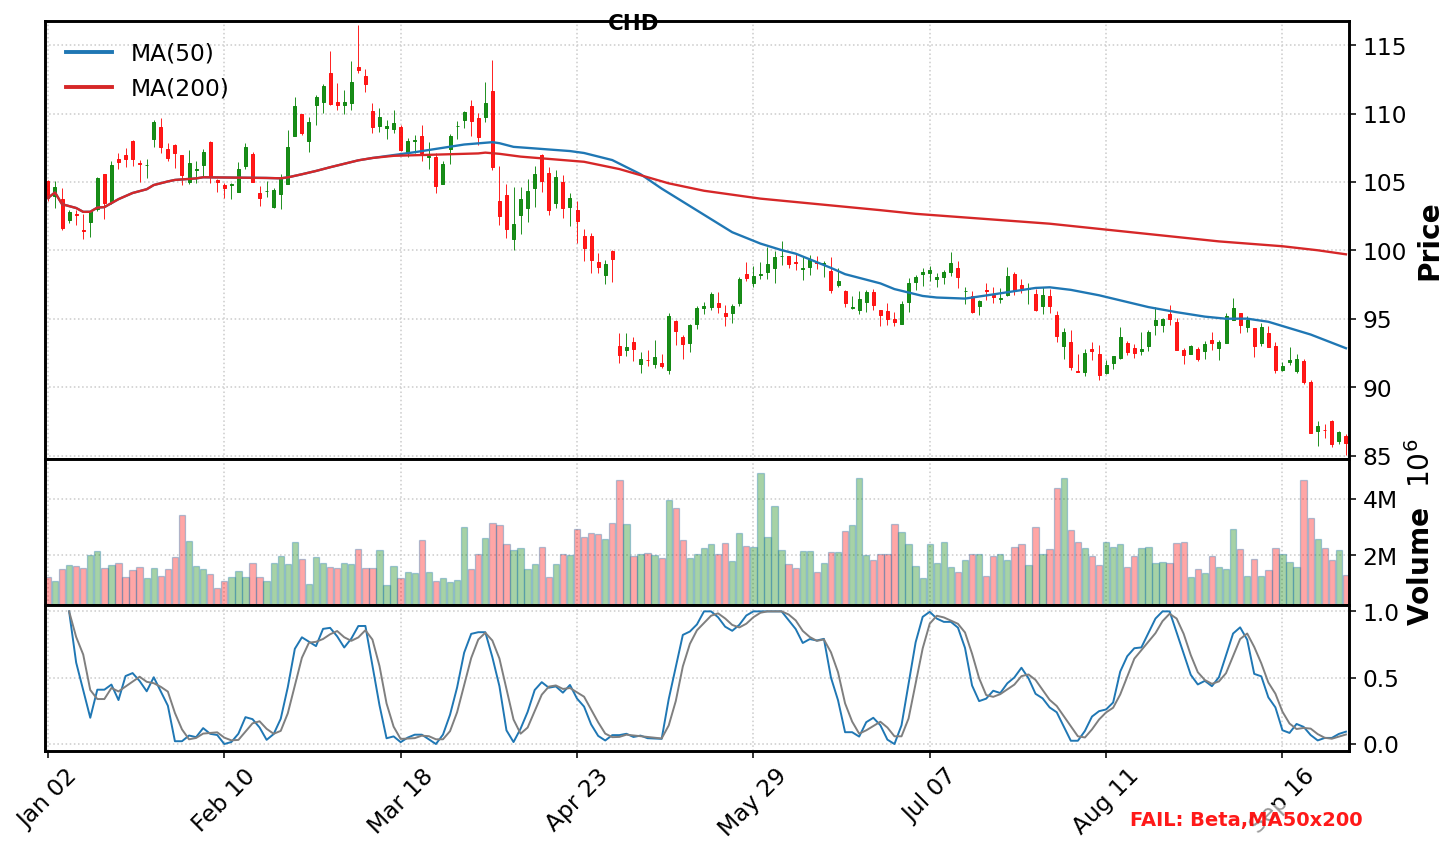 CHD
MA(50)
MA(200)
115
110
105
100
95
90
85
Price
10^6
4M
2M
Volume
1.0
0.5
0.0
Jan 02
Feb 10
Mar 18
Apr 23
May 29
Jul 07
Aug 11
Sep 16
FAIL: Beta,MA50x200